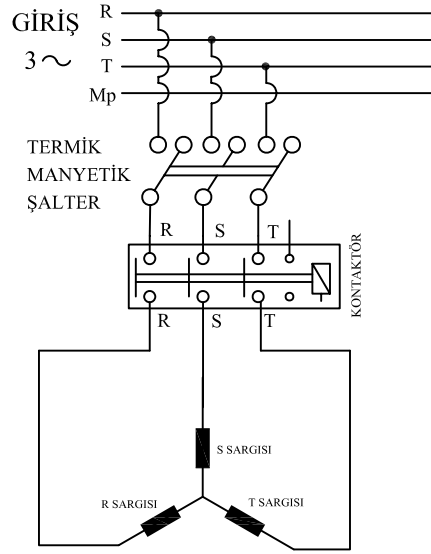 GİRİŞ
3
R
S
T
Mp
TERMİK
MANYETİK
ŞALTER
R
S
T
KONTAKTÖR
R
S
T
S SARGISI
R SARGISI
T SARGISI